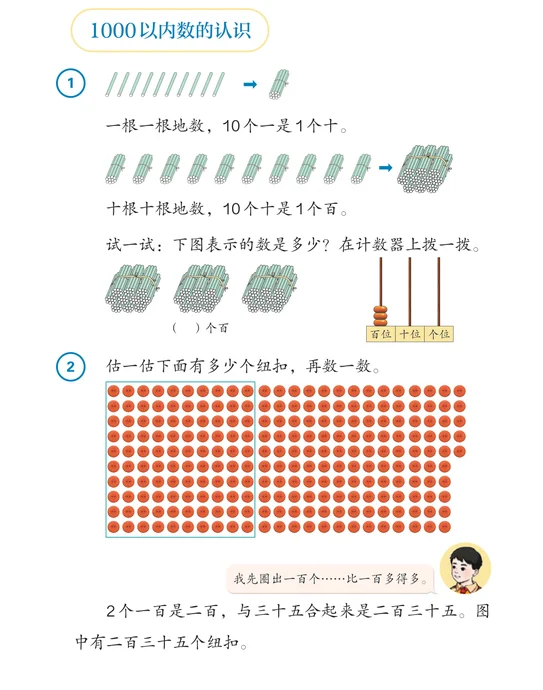 1000以内数的认识
1
一根一根地数，10个一是1个十。
十根十根地数，10个十是1个百。
试一试：下图表示的数是多少？在计数器上拨一拨。
（ ）个百
百位 十位 个位
2 估一估下面有多少个纽扣，再数一数。
我先圈出一百个……比一百多得多。
2个一百是二百，与三十五合起来是二百三十五。图
中有二百三十五个纽扣。